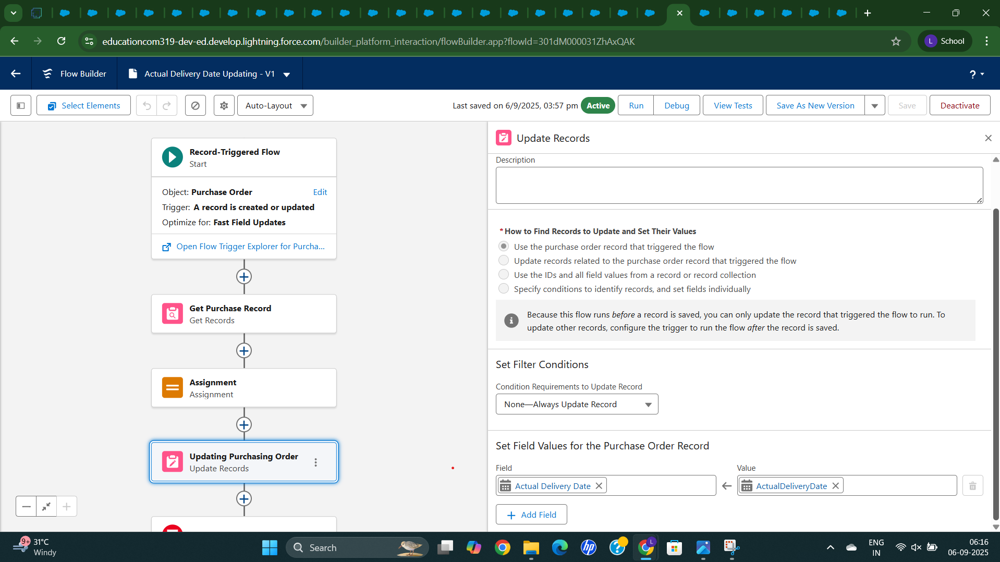 educationcom319-dev-ed.develop.lightning.force.com/builder_platform_interaction/flowBuilder.app?flowId=301dM000031ZhAxQAK
L
School
Flow Builder
Actual Delivery Date Updating - V1
?
Select Elements
Auto-Layout
Last saved on 6/9/2025, 03:57 pm
Active
Run
Debug
View Tests
Save As New Version
Save
Deactivate
Record-Triggered Flow
Start
Object: Purchase Order
Edit
Trigger: A record is created or updated
Optimize for: Fast Field Updates
Open Flow Trigger Explorer for Purcha...
Get Purchase Record
Get Records
Assignment
Assignment
Updating Purchasing Order
Update Records
Update Records
Description
*How to Find Records to Update and Set Their Values
Use the purchase order record that triggered the flow
Update records related to the purchase order record that triggered the flow
Use the IDs and all field values from a record or record collection
Specify conditions to identify records, and set fields individually
Because this flow runs before a record is saved, you can only update the record that triggered the flow to run. To
update other records, configure the trigger to run the flow after the record is saved.
Set Filter Conditions
Condition Requirements to Update Record
None—Always Update Record
Set Field Values for the Purchase Order Record
Field
Value
Actual Delivery Date
ActualDeliveryDate
Add Field
9+
31°C
Windy
Search
hp
?
L
ENG
IN
06:16
06-09-2025